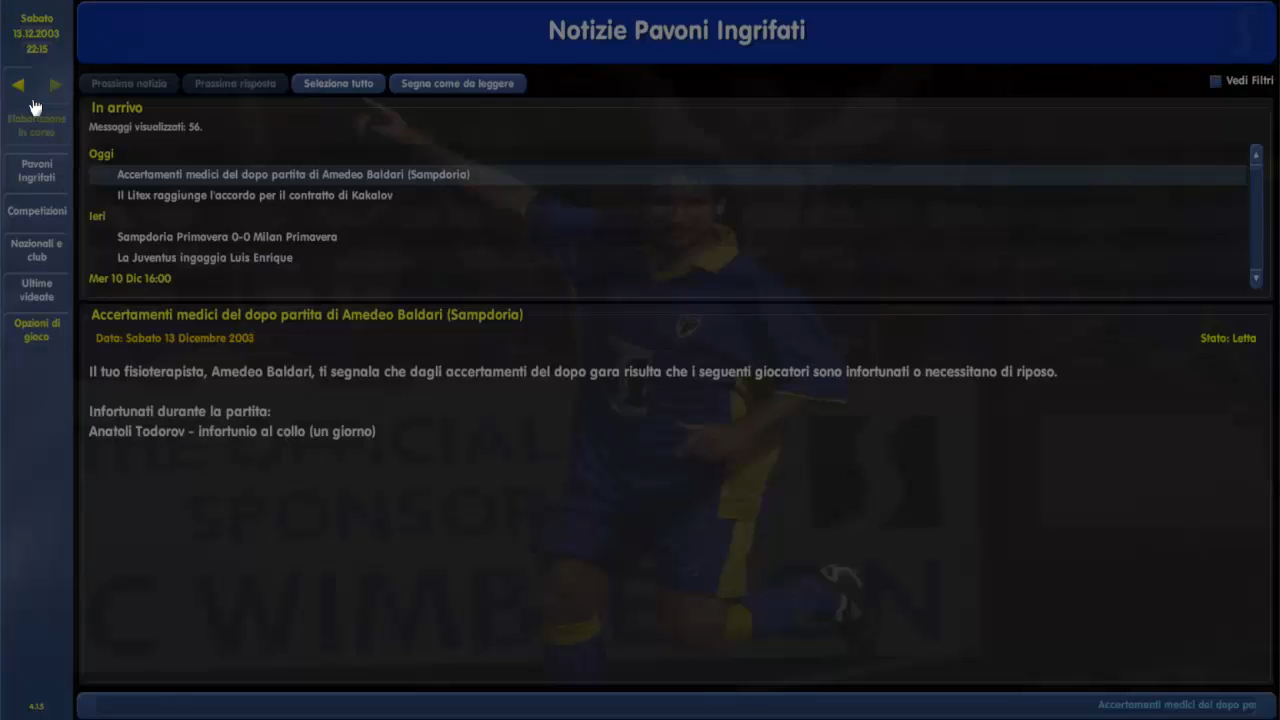 Sabato
13.12.2003
22:15
Notizie Pavoni Ingrifati
Prossima notizia
Prossima risposta
Seleziona tutto
Segna come da leggere
Vedi Filtri
Elaborazione in corso
Pavoni Ingrifati
Competizioni
Nazionali e club
Ultime videate
Opzioni di gioco
4.1.5
In arrivo
Messaggi visualizzati: 56.
Oggi
Accertamenti medici del dopo partita di Amedeo Baldari (Sampdoria)
Il Litex raggiunge l'accordo per il contratto di Kakalov
Ieri
Sampdoria Primavera 0-0 Milan Primavera
La Juventus ingaggia Luis Enrique
Mer 10 Dic 16:00
Accertamenti medici del dopo partita di Amedeo Baldari (Sampdoria)
Data: Sabato 13 Dicembre 2003
Stato: Letta
Il tuo fisioterapista, Amedeo Baldari, ti segnala che dagli accertamenti del dopo gara risulta che i seguenti giocatori sono infortunati o necessitano di riposo.
Infortunati durante la partita:
Anatoli Todorov - infortunio al collo (un giorno)
THE OFFICIAL
SPONSOR
Accertamenti medici del dopo